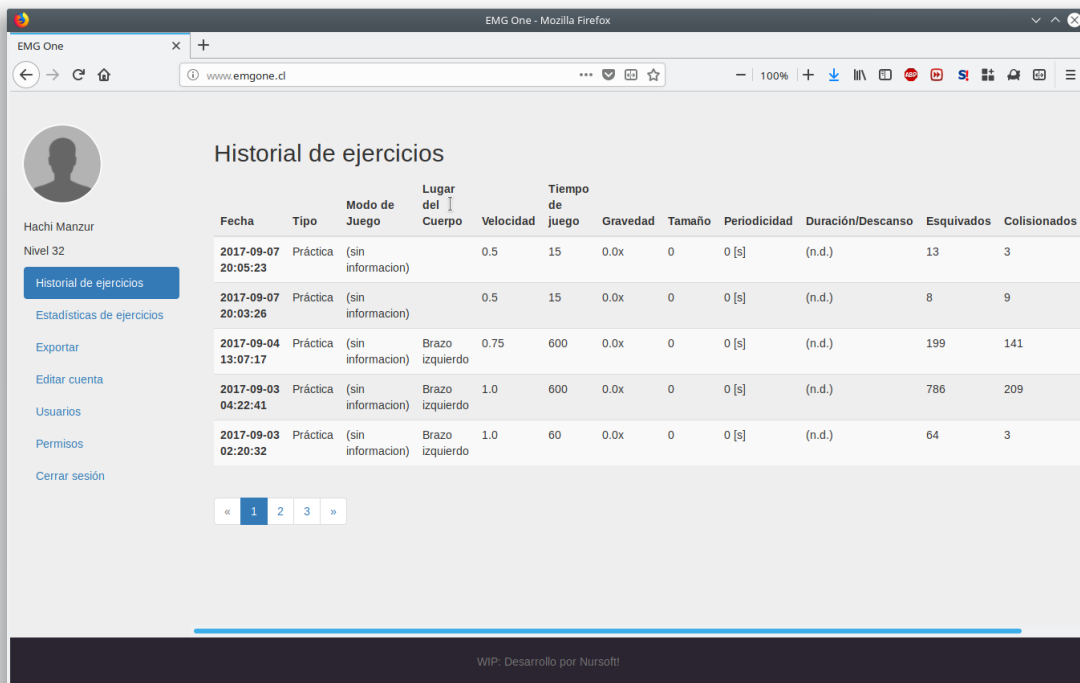 EMG One - Mozilla Firefox
EMG One
www.emgone.cl
100%
ABP
S!
Hachi Manzur
Nivel 32
Historial de ejercicios
Estadísticas de ejercicios
Exportar
Editar cuenta
Usuarios
Permisos
Cerrar sesión
Historial de ejercicios
Fecha Tipo Modo de Juego Lugar del Cuerpo Velocidad Tiempo de juego Gravedad Tamaño Periodicidad Duración/Descanso Esquivados Colisionados
2017-09-07 20:05:23 Práctica (sin informacion) 0.5 15 0.0x 0 0 [s] (n.d.) 13 3
2017-09-07 20:03:26 Práctica (sin informacion) 0.5 15 0.0x 0 0 [s] (n.d.) 8 9
2017-09-04 13:07:17 Práctica (sin informacion) Brazo izquierdo 0.75 600 0.0x 0 0 [s] (n.d.) 199 141
2017-09-03 04:22:41 Práctica (sin informacion) Brazo izquierdo 1.0 600 0.0x 0 0 [s] (n.d.) 786 209
2017-09-03 02:20:32 Práctica (sin informacion) Brazo izquierdo 1.0 60 0.0x 0 0 [s] (n.d.) 64 3
« 1 2 3 »
WIP: Desarrollo por Nursoft!